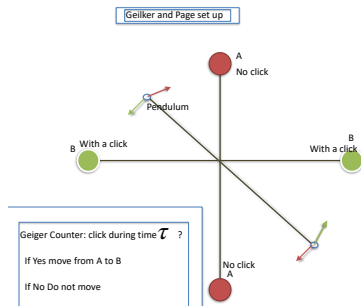 Geilker and Page set up
A
No click
Pendulum
With a click
B
B
With a click
No click
A
Geiger Counter: click during time τ ?
If Yes move from A to B
If No Do not move